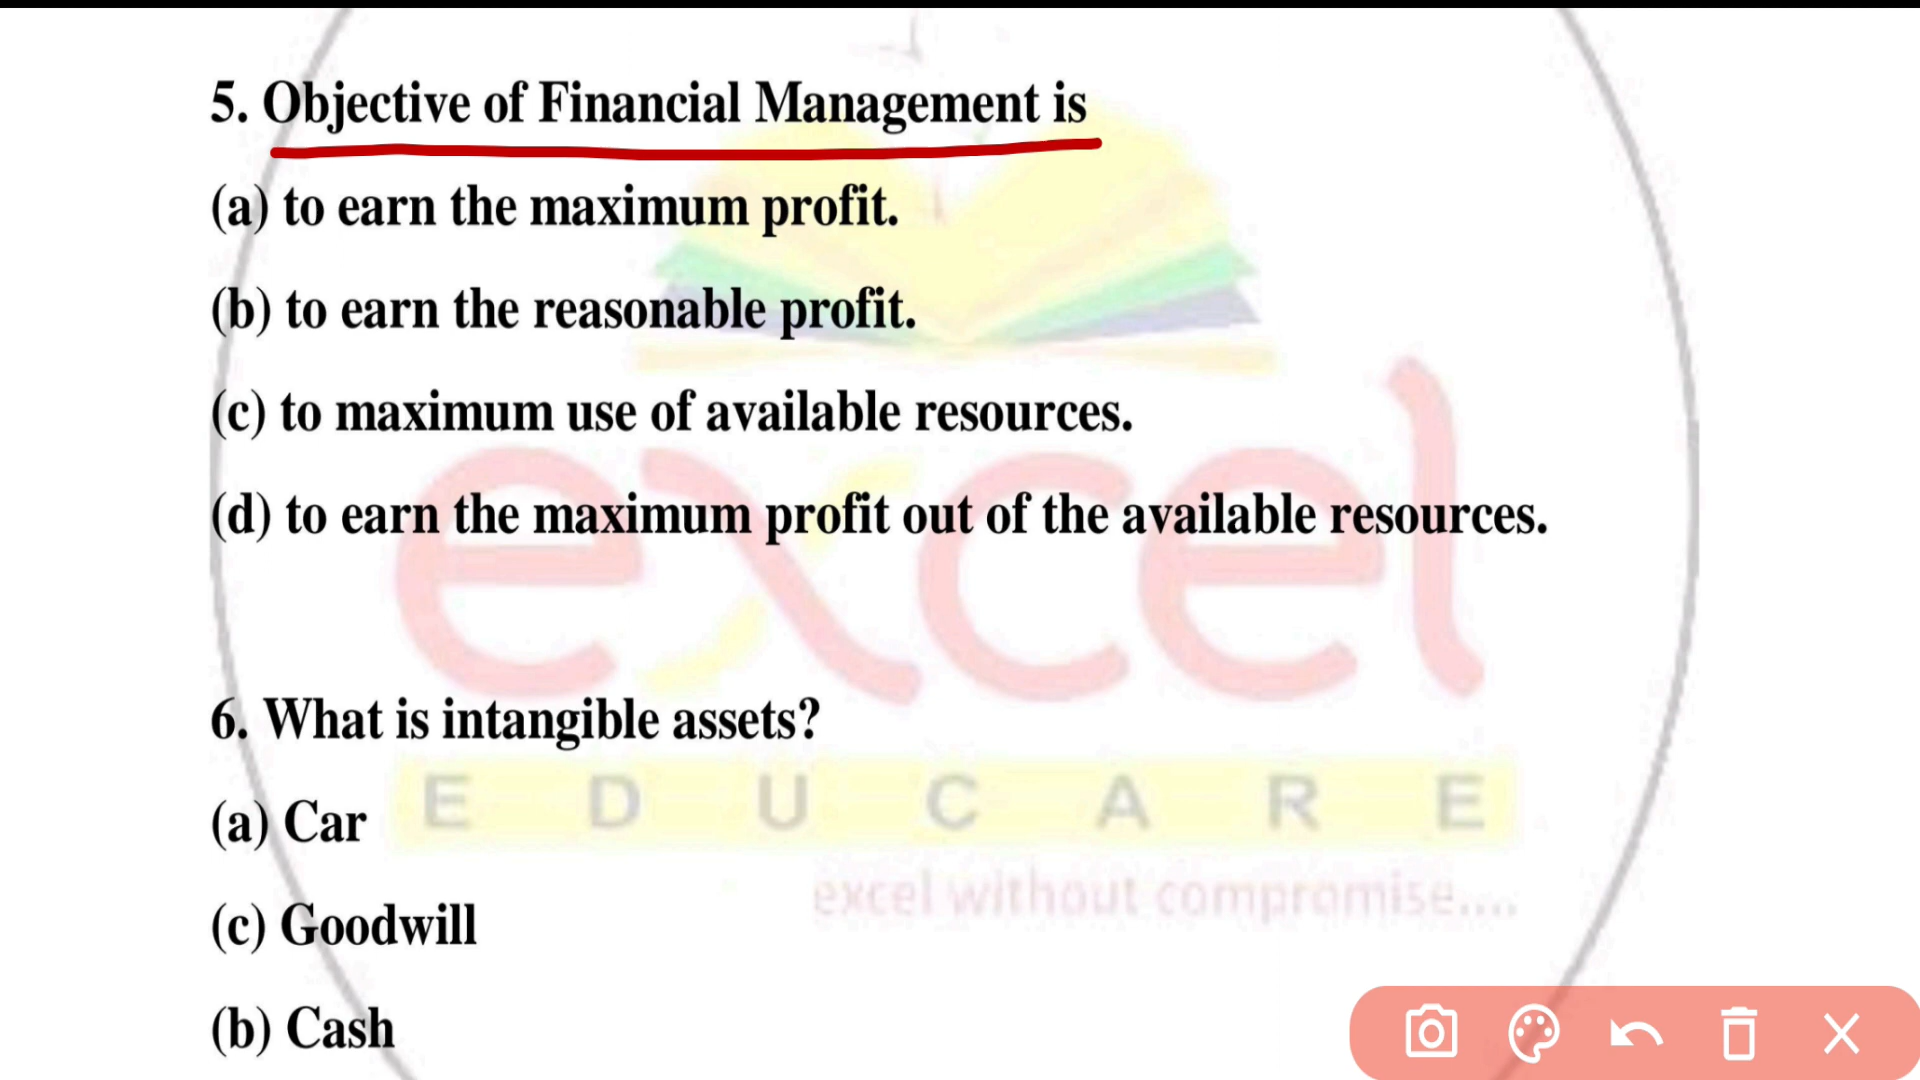 5. Objective of Financial Management is
(a) to earn the maximum profit.
(b) to earn the reasonable profit.
(c) to maximum use of available resources.
(d) to earn the maximum profit out of the available resources.
excel
6. What is intangible assets?
E D U C A R E
(a) Car
excel without compromise....
(c) Goodwill
(b) Cash